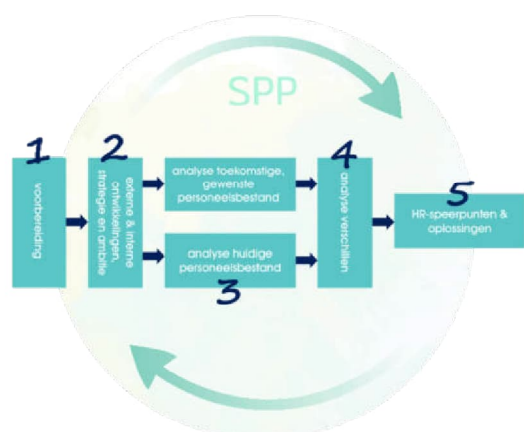 SPP
1
voorbereiding
2
externe & interne
ontwikkelingen,
strategie en ambitie
analyse toekomstige,
gewenste
personeelsbestand
analyse huidige
personeelsbestand
3
4
analyse verschillen
5
HR-speerpunten &
oplossingen